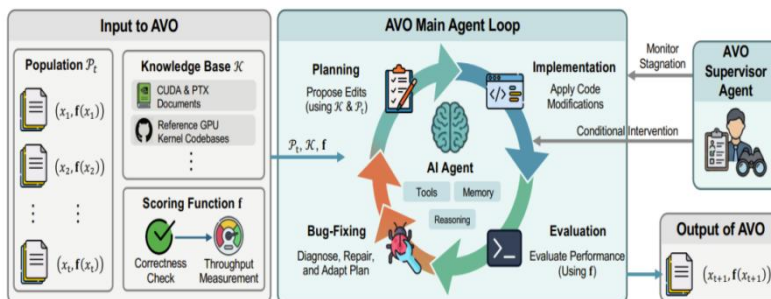 Input to AVO
Population 𝒫t
(x1, f(x1))
(x2, f(x2))
⋮ ⋮
(xt, f(xt))
Knowledge Base 𝒦
CUDA & PTX
Documents
Reference GPU
Kernel Codebases
⋮
Scoring Function f
Correctness
Check
Throughput
Measurement
𝒫t, 𝒦, f
AVO Main Agent Loop
Planning
Propose Edits
(using 𝒦 & 𝒫t)
Implementation
Apply Code
Modifications
AI Agent
Tools
Memory
Reasoning
Bug-Fixing
Diagnose, Repair,
and Adapt Plan
Evaluation
Evaluate Performance
(Using f)
Monitor
Stagnation
Conditional Intervention
AVO
Supervisor
Agent
Output of AVO
(xt+1, f(xt+1))